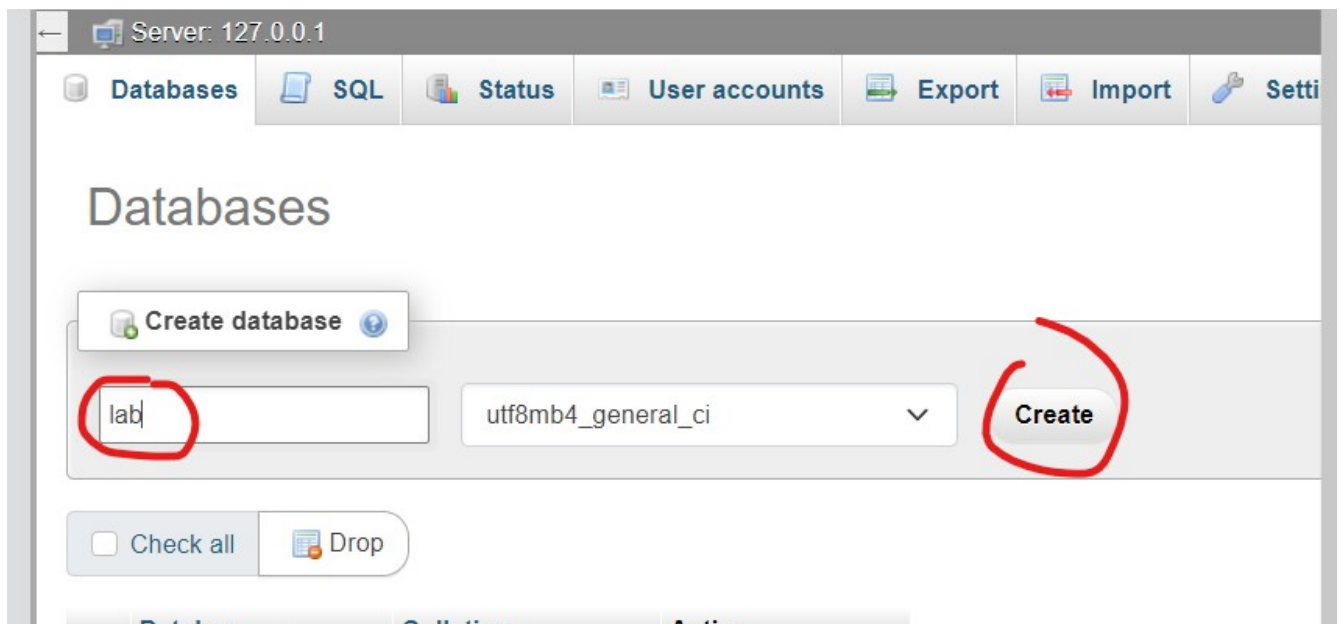 ← Server: 127.0.0.1
Databases SQL Status User accounts Export Import Setti
Databases
Create database
lab utf8mb4_general_ci Create
Check all Drop